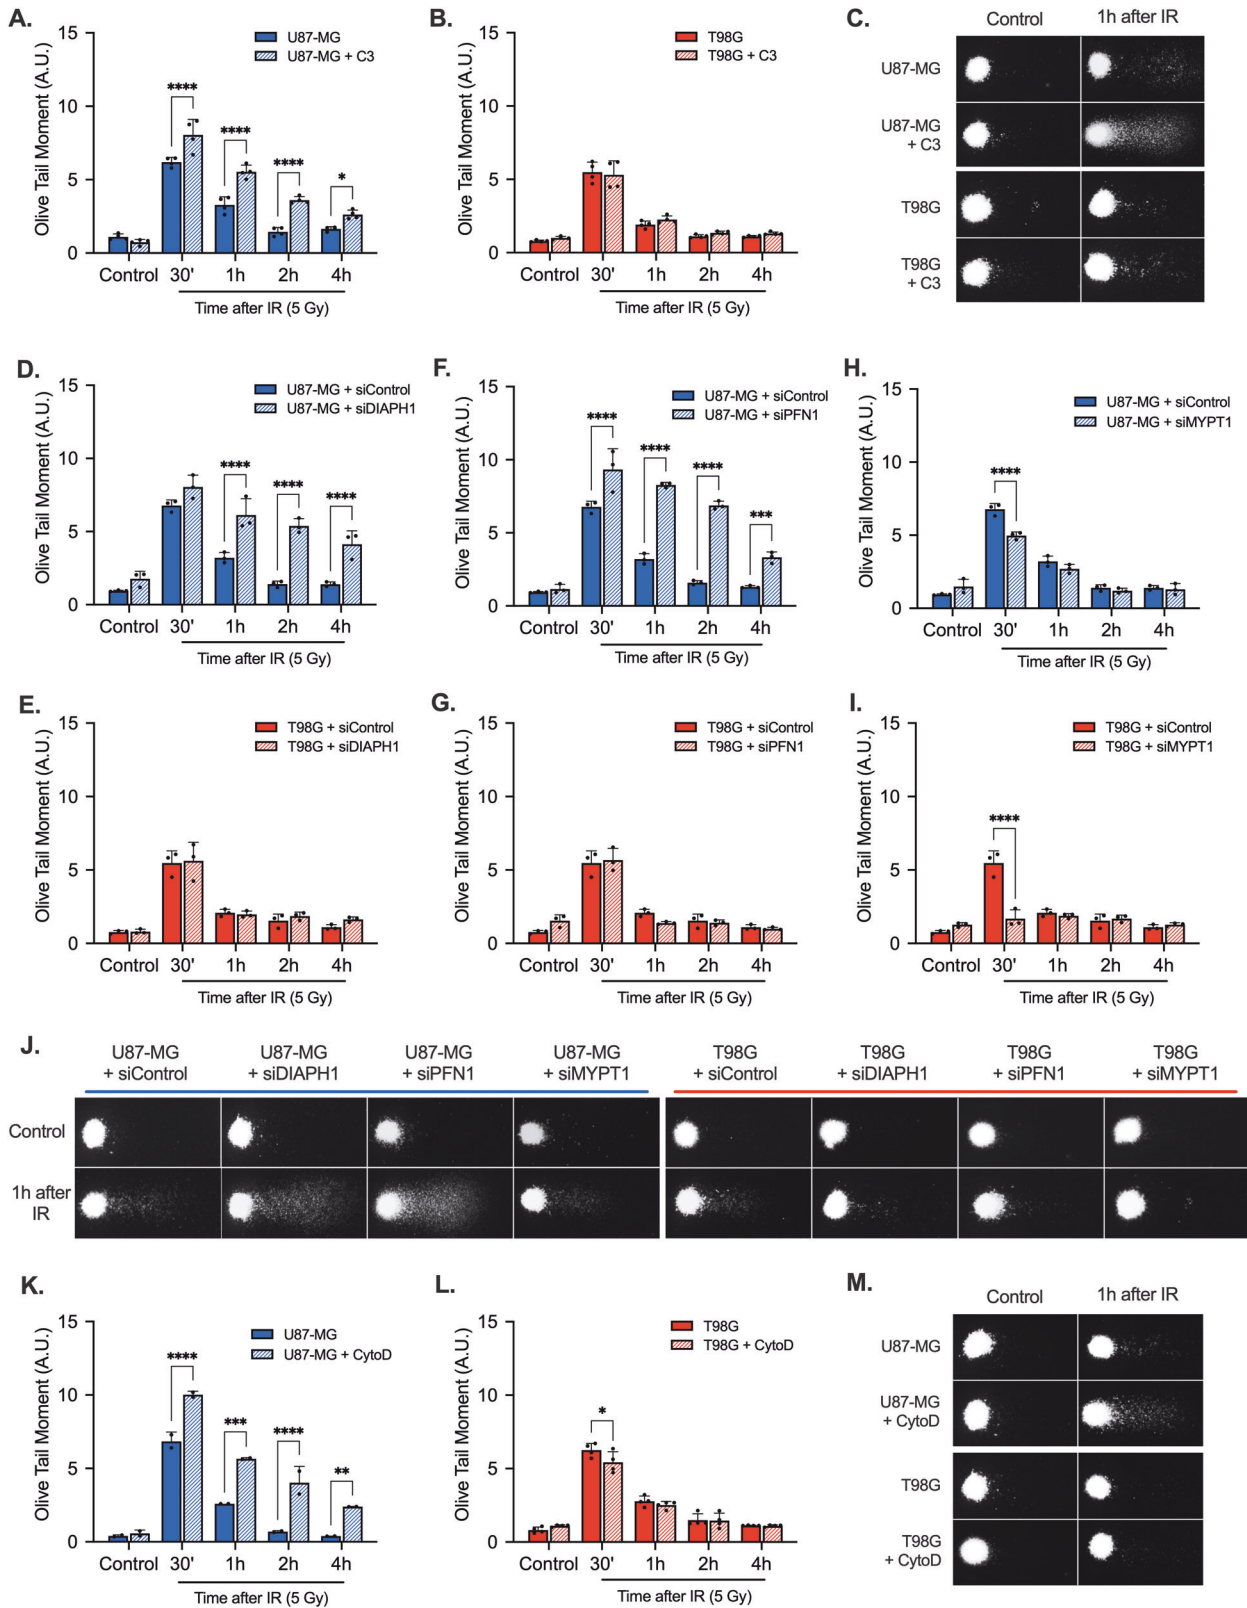 A.
Olive Tail Moment (A.U.)
15
10
5
0
U87-MG
U87-MG + C3
****
****
****
*
Control 30' 1h 2h 4h
Time after IR (5 Gy)
B.
Olive Tail Moment (A.U.)
15
10
5
0
T98G
T98G + C3
Control 30' 1h 2h 4h
Time after IR (5 Gy)
C.
Control 1h after IR
U87-MG
U87-MG
+ C3
T98G
T98G
+ C3
D.
Olive Tail Moment (A.U.)
15
10
5
0
U87-MG + siControl
U87-MG + siDIAPH1
****
****
****
Control 30' 1h 2h 4h
Time after IR (5 Gy)
F.
Olive Tail Moment (A.U.)
15
10
5
0
U87-MG + siControl
U87-MG + siPFN1
****
****
****
***
Control 30' 1h 2h 4h
Time after IR (5 Gy)
H.
Olive Tail Moment (A.U.)
15
10
5
0
U87-MG + siControl
U87-MG + siMYPT1
****
Control 30' 1h 2h 4h
Time after IR (5 Gy)
E.
Olive Tail Moment (A.U.)
15
10
5
0
T98G + siControl
T98G + siDIAPH1
Control 30' 1h 2h 4h
Time after IR (5 Gy)
G.
Olive Tail Moment (A.U.)
15
10
5
0
T98G + siControl
T98G + siPFN1
Control 30' 1h 2h 4h
Time after IR (5 Gy)
I.
Olive Tail Moment (A.U.)
15
10
5
0
T98G + siControl
T98G + siMYPT1
****
Control 30' 1h 2h 4h
Time after IR (5 Gy)
J.
U87-MG
+ siControl
U87-MG
+ siDIAPH1
U87-MG
+ siPFN1
U87-MG
+ siMYPT1
T98G
+ siControl
T98G
+ siDIAPH1
T98G
+ siPFN1
T98G
+ siMYPT1
Control
1h after
IR
K.
Olive Tail Moment (A.U.)
15
10
5
0
U87-MG
U87-MG + CytoD
****
***
****
**
Control 30' 1h 2h 4h
Time after IR (5 Gy)
L.
Olive Tail Moment (A.U.)
15
10
5
0
T98G
T98G + CytoD
*
Control 30' 1h 2h 4h
Time after IR (5 Gy)
M.
Control 1h after IR
U87-MG
U87-MG
+ CytoD
T98G
T98G
+ CytoD